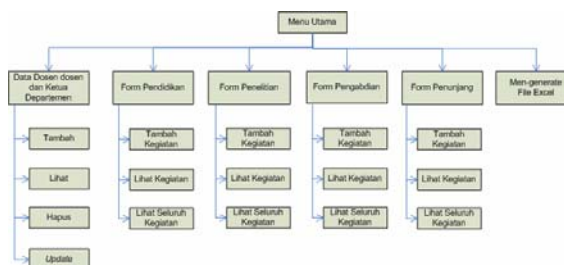 Menu Utama
Data Dosen dosen
dan Ketua
Departemen
Form Pendidikan
Form Penelitian
Form Pengabdian
Form Penunjang
Men-generate
File Excel
Tambah
Tambah
Kegiatan
Tambah
Kegiatan
Tambah
Kegiatan
Tambah
Kegiatan
Lihat
Lihat Kegiatan
Lihat Kegiatan
Lihat Kegiatan
Lihat Kegiatan
Hapus
Lihat Seluruh
Kegiatan
Lihat Seluruh
Kegiatan
Lihat Seluruh
Kegiatan
Lihat Seluruh
Kegiatan
Update